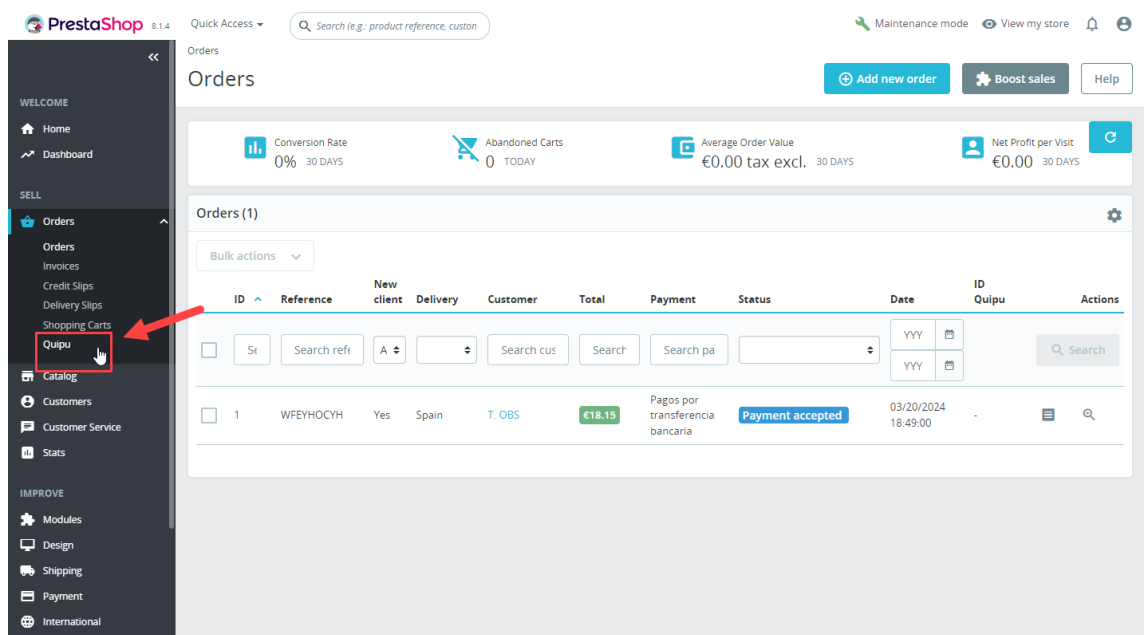 PrestaShop 8.1.4 Quick Access Search (e.g.: product reference, custon Maintenance mode View my store
WELCOME
Home
Dashboard
SELL
Orders
Orders
Invoices
Credit Slips
Delivery Slips
Shopping Carts
Quipu
Catalog
Customers
Customer Service
Stats
IMPROVE
Modules
Design
Shipping
Payment
International
Orders
Orders
Add new order Boost sales Help
Conversion Rate
0% 30 DAYS
Abandoned Carts
0 TODAY
Average Order Value
€0.00 tax excl. 30 DAYS
Net Profit per Visit
€0.00 30 DAYS
Orders (1)
Bulk actions
ID Reference New client Delivery Customer Total Payment Status Date ID Quipu Actions
Se Search refe A Search cus Search Search pa YYY Search
YYY
1 WFEYHOCYH Yes Spain T. OBS €18.15 Pagos por transferencia bancaria Payment accepted 03/20/2024 18:49:00 -